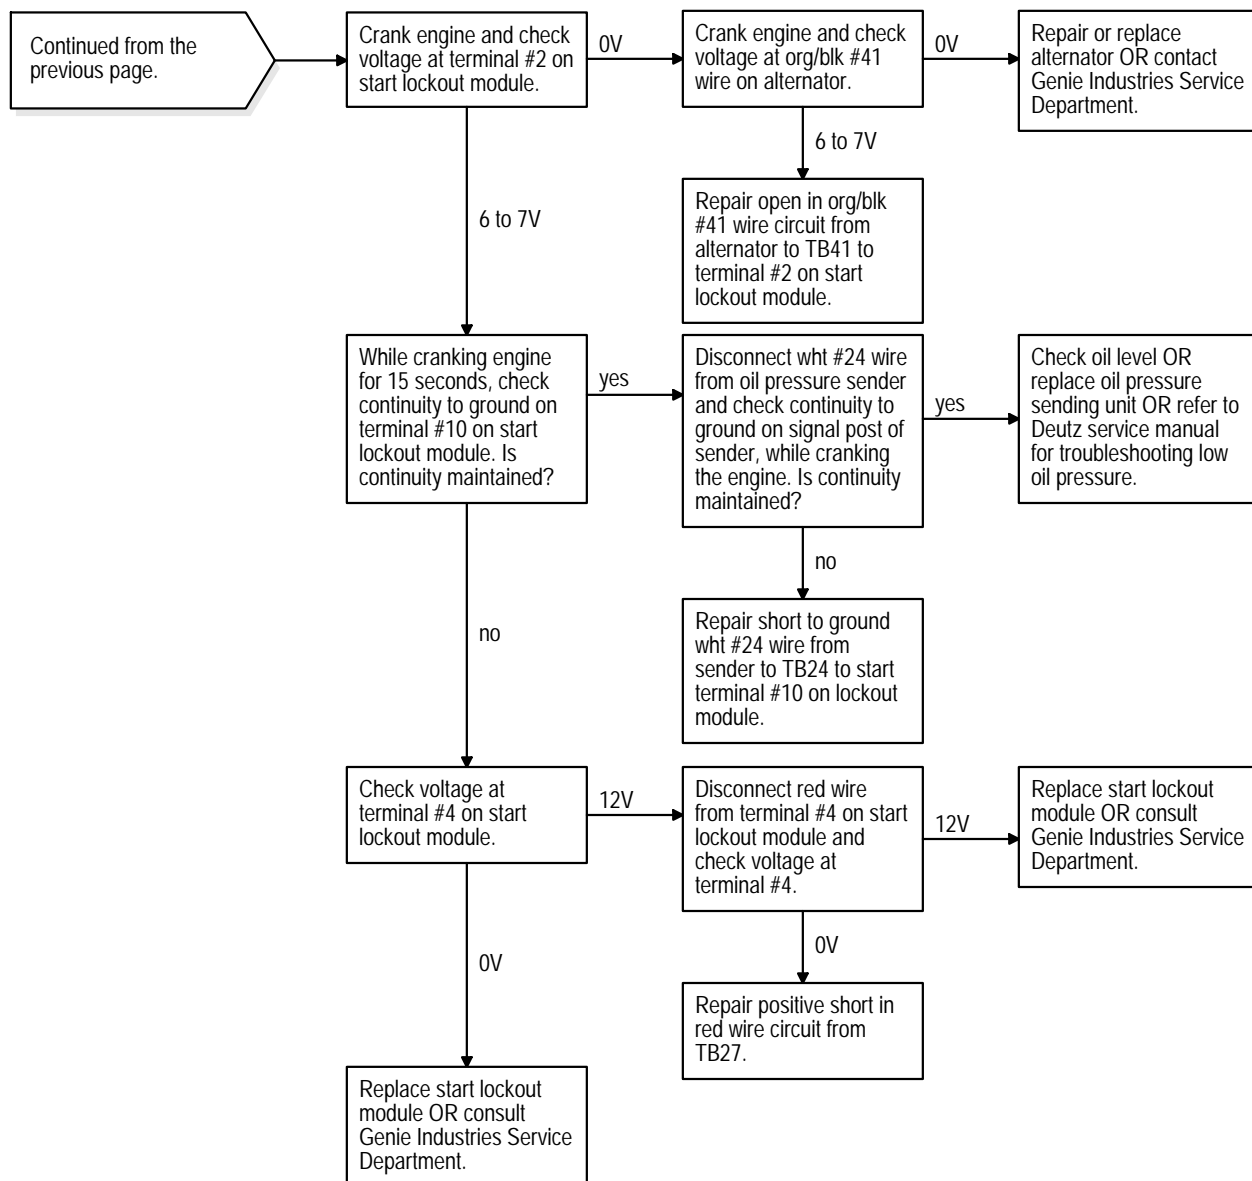 Continued from the
previous page.
Crank engine and check
voltage at terminal #2 on
start lockout module.
0V
Crank engine and check
voltage at org/blk #41
wire on alternator.
0V
Repair or replace
alternator OR contact
Genie Industries Service
Department.
6 to 7V
6 to 7V
Repair open in org/blk
#41 wire circuit from
alternator to TB41 to
terminal #2 on start
lockout module.
While cranking engine
for 15 seconds, check
continuity to ground on
terminal #10 on start
lockout module. Is
continuity maintained?
yes
Disconnect wht #24 wire
from oil pressure sender
and check continuity to
ground on signal post of
sender, while cranking
the engine. Is continuity
maintained?
yes
Check oil level OR
replace oil pressure
sending unit OR refer to
Deutz service manual
for troubleshooting low
oil pressure.
no
no
Repair short to ground
wht #24 wire from
sender to TB24 to start
terminal #10 on lockout
module.
Check voltage at
terminal #4 on start
lockout module.
12V
Disconnect red wire
from terminal #4 on start
lockout module and
check voltage at
terminal #4.
12V
Replace start lockout
module OR consult
Genie Industries Service
Department.
0V
0V
Repair positive short in
red wire circuit from
TB27.
Replace start lockout
module OR consult
Genie Industries Service
Department.